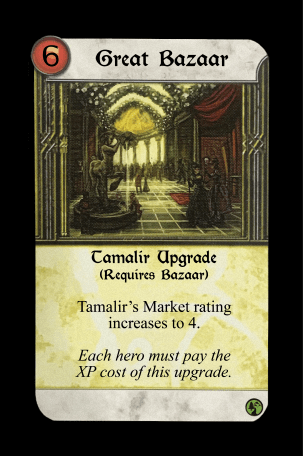 6
Great Bazaar
Tamalir Upgrade
(Requires Bazaar)
Tamalir's Market rating
increases to 4.
Each hero must pay the
XP cost of this upgrade.